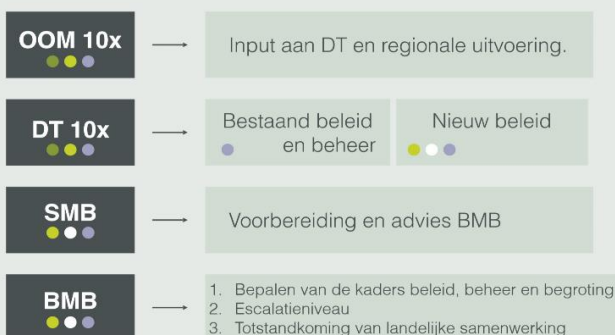 OOM 10x
Input aan DT en regionale uitvoering.
DT 10x
Bestaand beleid
en beheer
Nieuw beleid
SMB
Voorbereiding en advies BMB
BMB
1. Bepalen van de kaders beleid, beheer en begroting
2. Escalatieniveau
3. Totstandkoming van landelijke samenwerking